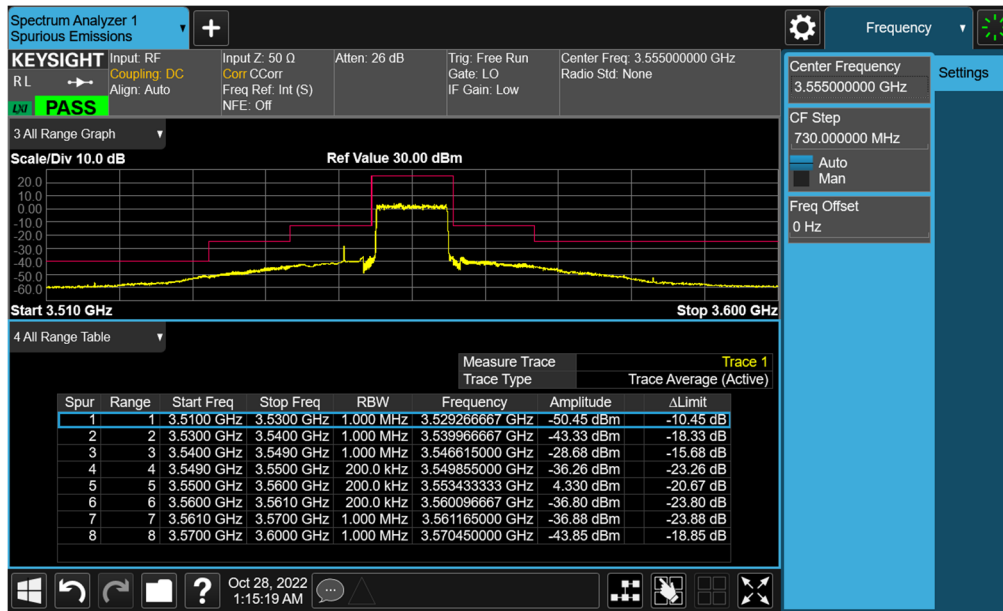 Spectrum Analyzer 1
Spurious Emissions
Frequency
KEYSIGHT
R L
LXI
PASS
Input: RF
Coupling: DC
Align: Auto
Input Z: 50 Ω
Corr CCorr
Freq Ref: Int (S)
NFE: Off
Atten: 26 dB
Trig: Free Run
Gate: LO
IF Gain: Low
Center Freq: 3.555000000 GHz
Radio Std: None
Center Frequency
3.555000000 GHz
Settings
CF Step
730.000000 MHz
Auto
Man
Freq Offset
0 Hz
3 All Range Graph
Scale/Div 10.0 dB
Ref Value 30.00 dBm
20.0
10.0
0.00
-10.0
-20.0
-30.0
-40.0
-50.0
-60.0
Start 3.510 GHz
Stop 3.600 GHz
4 All Range Table
Measure Trace Trace 1
Trace Type Trace Average (Active)
Spur Range Start Freq Stop Freq RBW Frequency Amplitude ΔLimit
1 1 3.5100 GHz 3.5300 GHz 1.000 MHz 3.529266667 GHz -50.45 dBm -10.45 dB
2 2 3.5300 GHz 3.5400 GHz 1.000 MHz 3.539966667 GHz -43.33 dBm -18.33 dB
3 3 3.5400 GHz 3.5490 GHz 1.000 MHz 3.546615000 GHz -28.68 dBm -15.68 dB
4 4 3.5490 GHz 3.5500 GHz 200.0 kHz 3.549855000 GHz -36.26 dBm -23.26 dB
5 5 3.5500 GHz 3.5600 GHz 200.0 kHz 3.553433333 GHz 4.330 dBm -20.67 dB
6 6 3.5600 GHz 3.5610 GHz 200.0 kHz 3.560096667 GHz -36.80 dBm -23.80 dB
7 7 3.5610 GHz 3.5700 GHz 1.000 MHz 3.561165000 GHz -36.88 dBm -23.88 dB
8 8 3.5700 GHz 3.6000 GHz 1.000 MHz 3.570450000 GHz -43.85 dBm -18.85 dB
?
Oct 28, 2022
1:15:19 AM